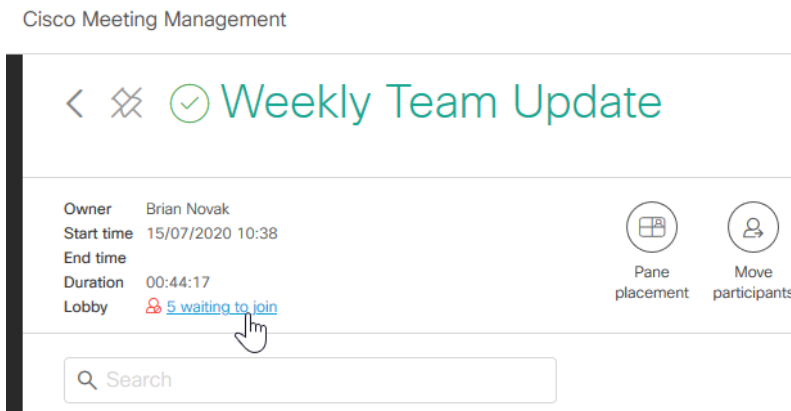 Cisco Meeting Management
Weekly Team Update
Owner Brian Novak
Start time 15/07/2020 10:38
End time
Duration 00:44:17
Lobby 5 waiting to join
Pane placement
Move participants
Search